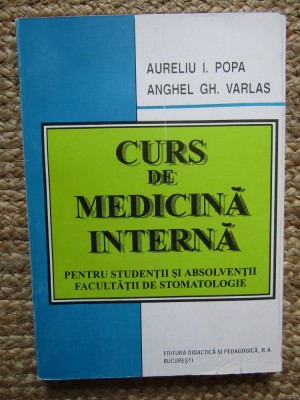 AURELIU I. POPA
ANGHEL GH. VARLAS
CURS
DE
MEDICINĂ
INTERNĂ
PENTRU STUDENȚII ȘI ABSOLVENȚII
FACULTĂȚII DE STOMATOLOGIE
EDITURA DIDACTICĂ ȘI PEDAGOGICĂ, R.A.
BUCUREȘTI